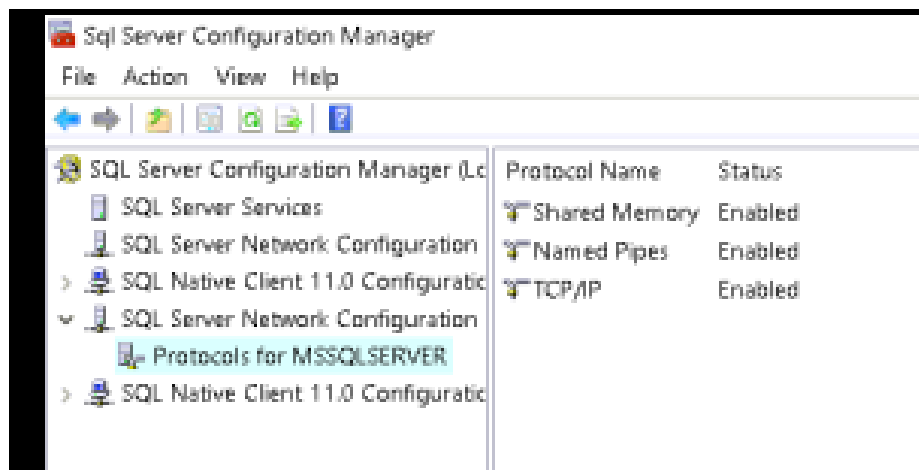 Sql Server Configuration Manager
File Action View Help
SQL Server Configuration Manager (Lc
SQL Server Services
SQL Server Network Configuration
SQL Native Client 11.0 Configuratic
SQL Server Network Configuration
Protocols for MSSQLSERVER
SQL Native Client 11.0 Configuratic
Protocol Name Status
Shared Memory Enabled
Named Pipes Enabled
TCP/IP Enabled